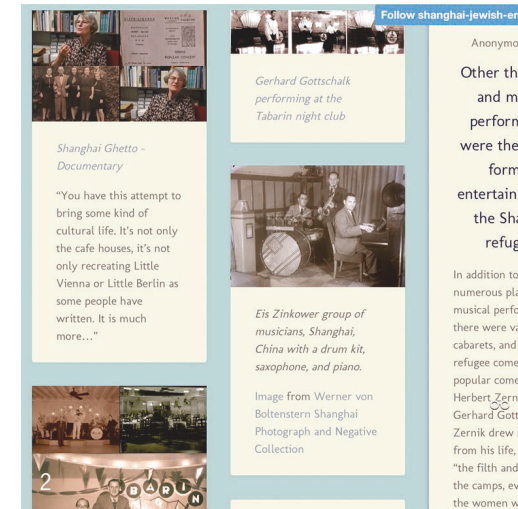 Shanghai Ghetto -
Documentary
“You have this attempt to
bring some kind of
cultural life. It’s not only
the cafe houses, it’s not
only recreating Little
Vienna or Little Berlin as
some people have
written. It is much
more…”
2
BARIN
Gerhard Gottschalk
performing at the
Tabarin night club
Eis Zinkower group of
musicians, Shanghai,
China with a drum kit,
saxophone, and piano.
Image from Werner von
Boltenstern Shanghai
Photograph and Negative
Collection
Follow shanghai-jewish-en
Anonymo
Other th
and m
perform
were the
form
entertain
the Sha
refug
In addition to
numerous pla
musical perfo
there were va
cabarets, and
refugee come
popular come
Herbert Zern
Gerhard Gott
Zernik drew
from his life,
“the filth and
the camps, ev
the women w